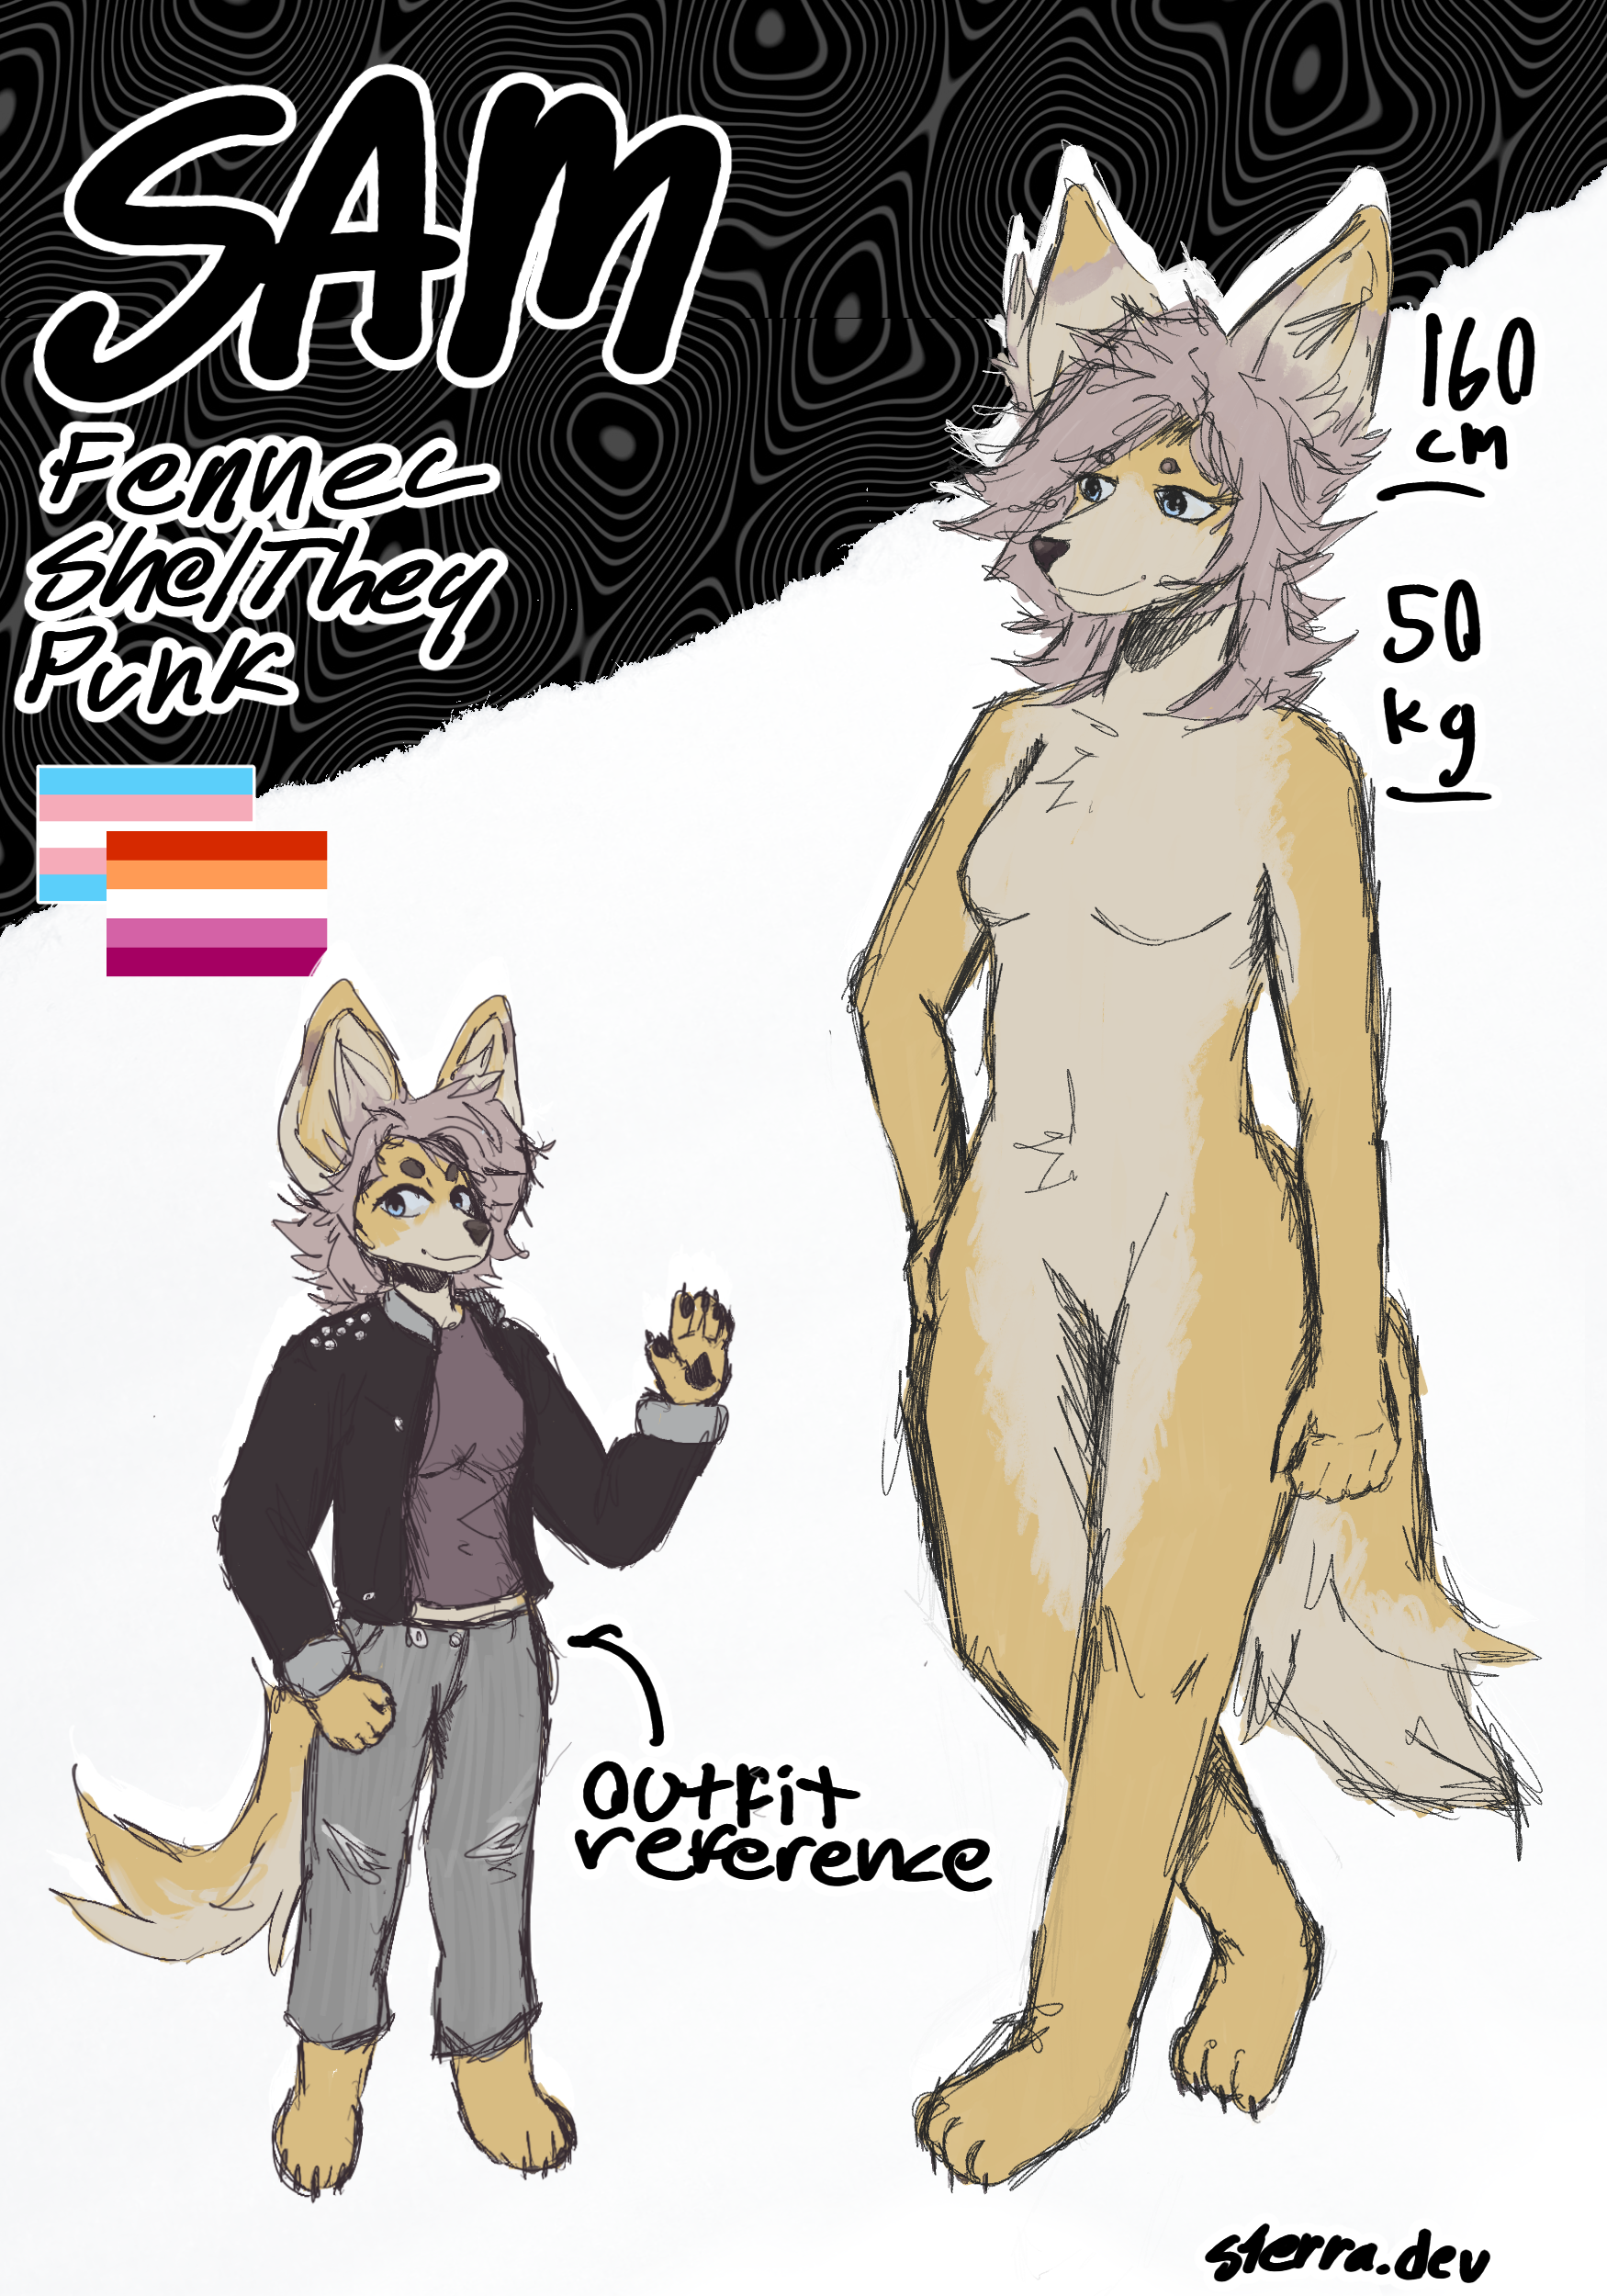 SAM
Fennec
She/They
Punk
160
cm
50
kg
outfit
reference
sterra.dev